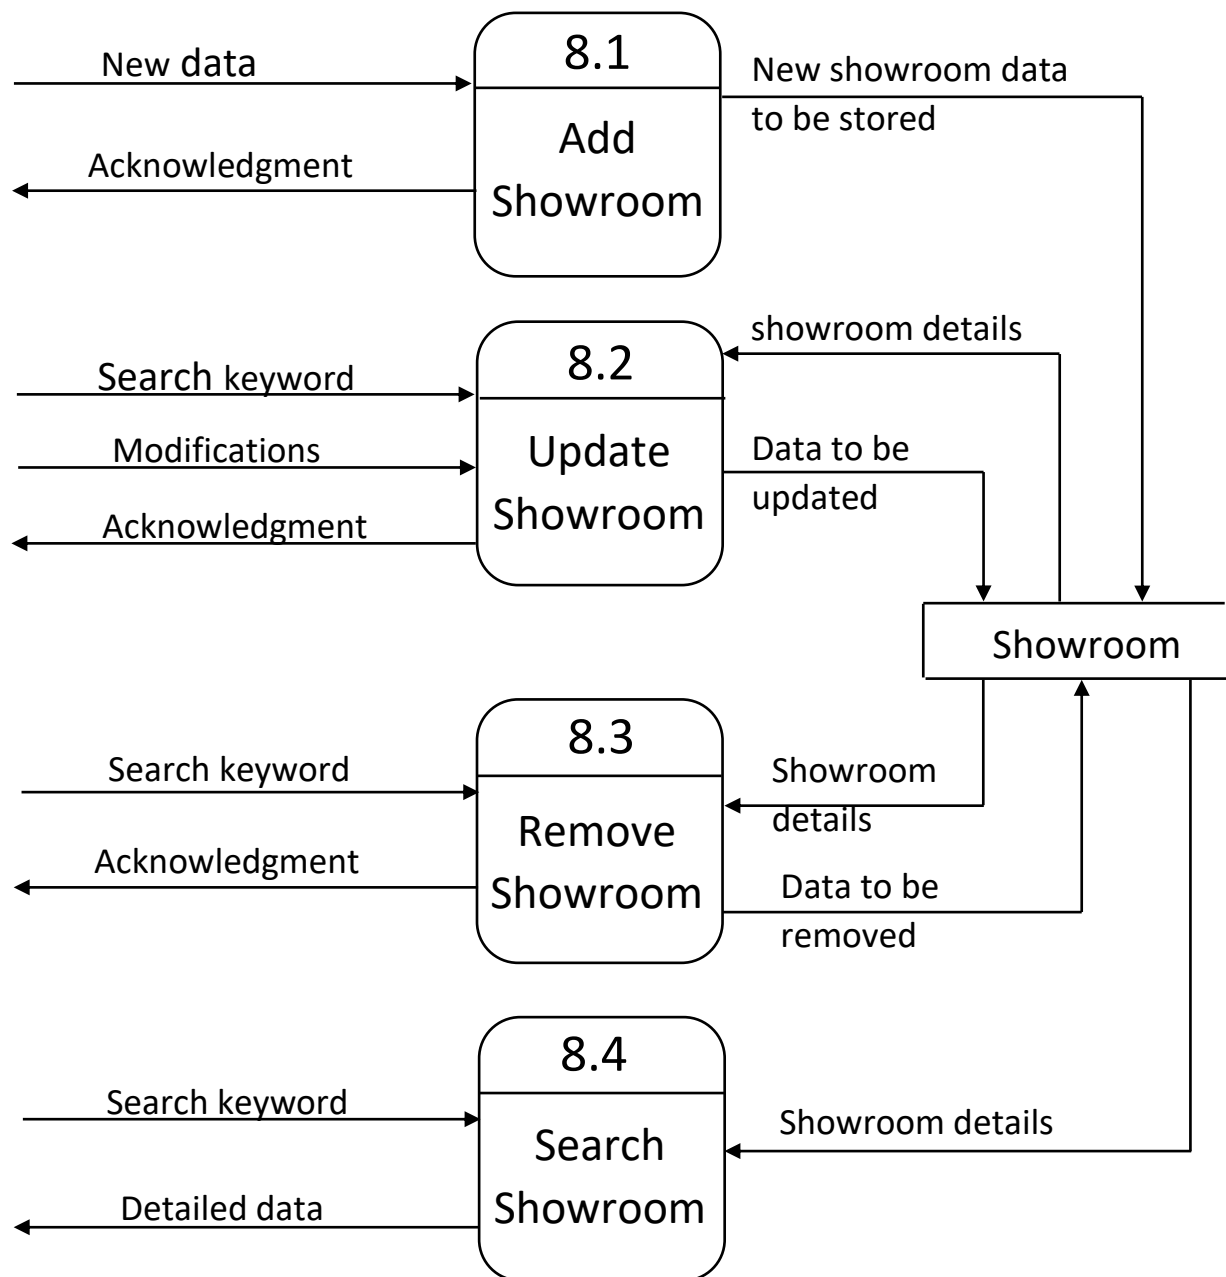 New data
8.1
New showroom data
to be stored
Add
Showroom
Acknowledgment
showroom details
8.2
Search keyword
Modifications
Update
Showroom
Data to be
updated
Acknowledgment
Showroom
8.3
Search keyword
Showroom
details
Remove
Showroom
Acknowledgment
Data to be
removed
8.4
Search keyword
Showroom details
Search
Showroom
Detailed data